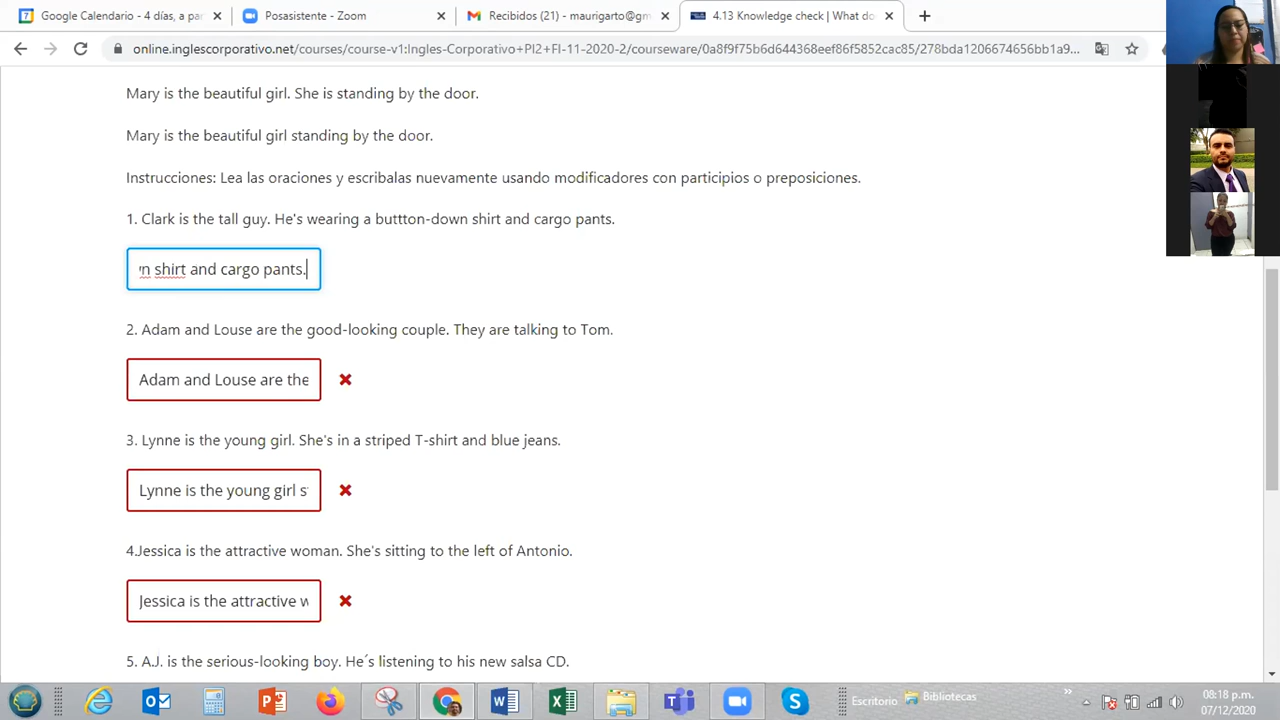 Google Calendario - 4 días, a par
Posasistente - Zoom
Recibidos (21) - maurigarto@gm
4.13 Knowledge check | What do
online.inglescorporativo.net/courses/course-v1:Ingles-Corporativo+PI2+FI-11-2020-2/courseware/0a8f9f75b6d644368eef86f5852cac85/278bda1206674656bb1a9...
Mary is the beautiful girl. She is standing by the door.
Mary is the beautiful girl standing by the door.
Instrucciones: Lea las oraciones y escribalas nuevamente usando modificadores con participios o preposiciones.
1. Clark is the tall guy. He's wearing a buttton-down shirt and cargo pants.
n shirt and cargo pants.
2. Adam and Louse are the good-looking couple. They are talking to Tom.
Adam and Louse are the
3. Lynne is the young girl. She's in a striped T-shirt and blue jeans.
Lynne is the young girl s
4.Jessica is the attractive woman. She's sitting to the left of Antonio.
Jessica is the attractive w
5. A.J. is the serious-looking boy. He´s listening to his new salsa CD.
Escritorio
Bibliotecas
08:18 p.m.
07/12/2020